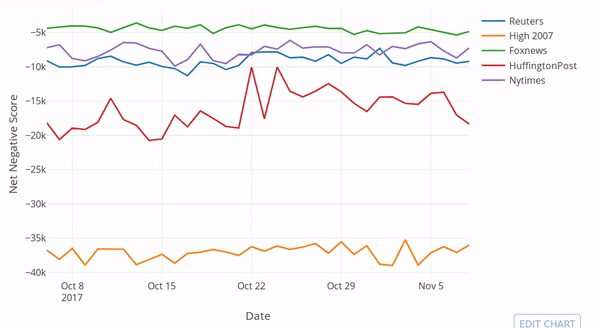 Reuters
High 2007
Foxnews
HuffingtonPost
Nytimes
Net Negative Score
−5k
−10k
−15k
−20k
−25k
−30k
−35k
−40k
Oct 8
2017
Oct 15
Oct 22
Oct 29
Nov 5
Date
EDIT CHART